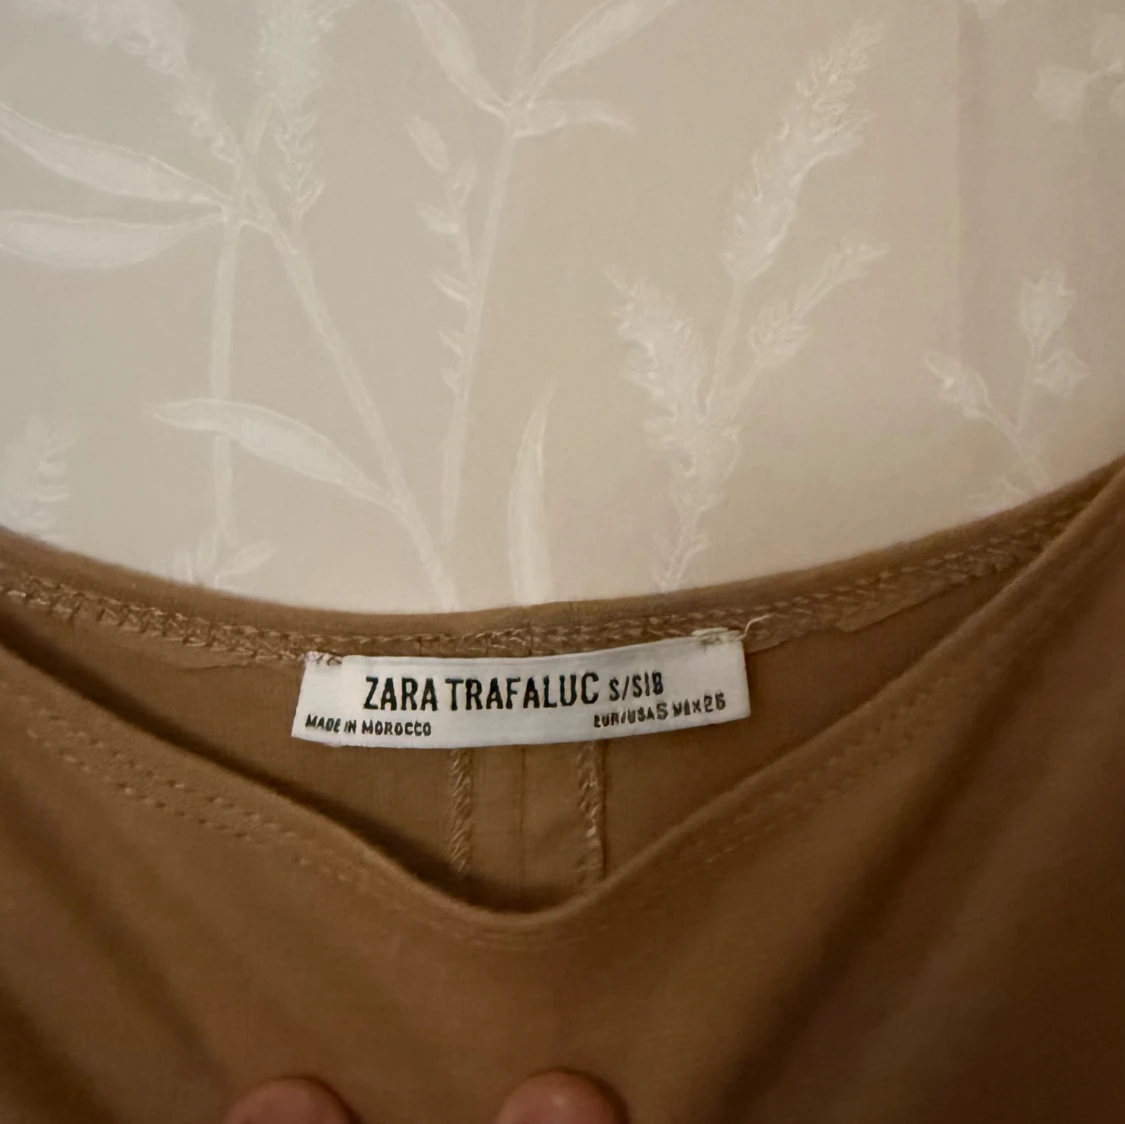 ZARA TRAFALUC S/S18
MADE IN MOROCCO
EUR/USA S MEX 26